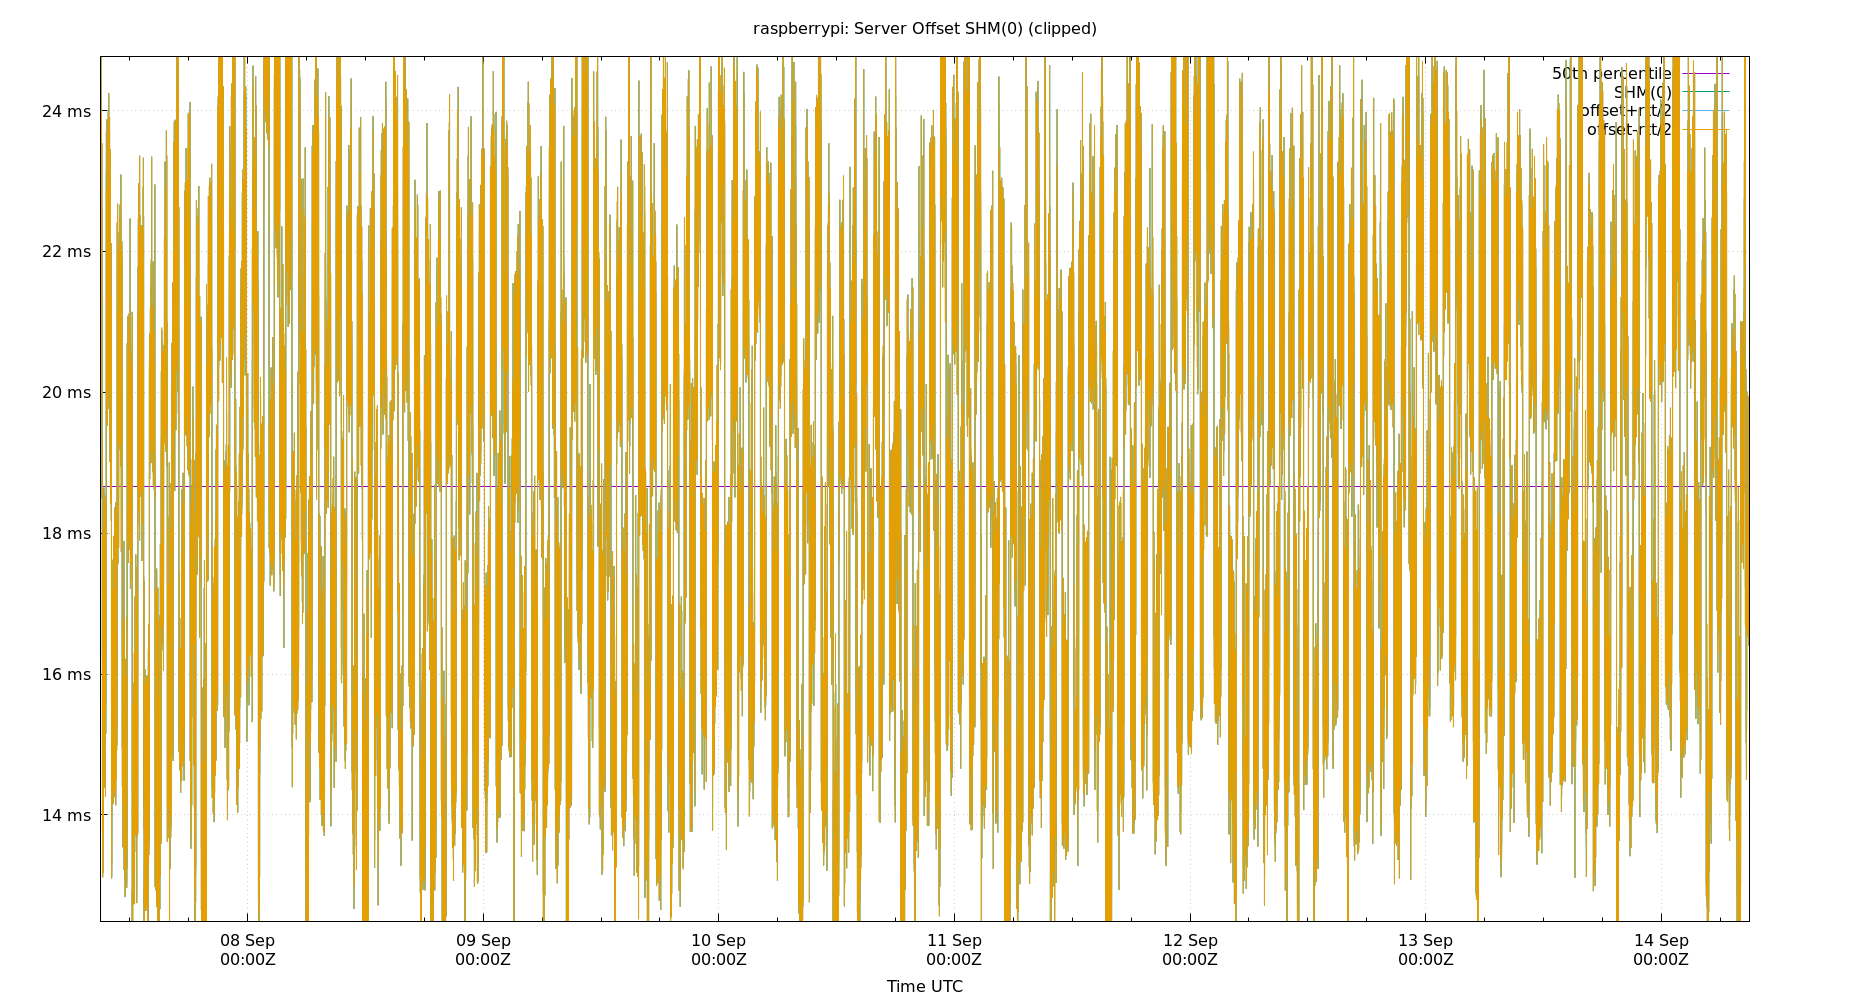 raspberrypi: Server Offset SHM(0) (clipped)
50th percentile
SHM(0)
offset+rtt/2
offset-rtt/2
24 ms
22 ms
20 ms
18 ms
16 ms
14 ms
08 Sep 09 Sep 10 Sep 11 Sep 12 Sep 13 Sep 14 Sep
00:00Z 00:00Z 00:00Z 00:00Z 00:00Z 00:00Z 00:00Z
Time UTC